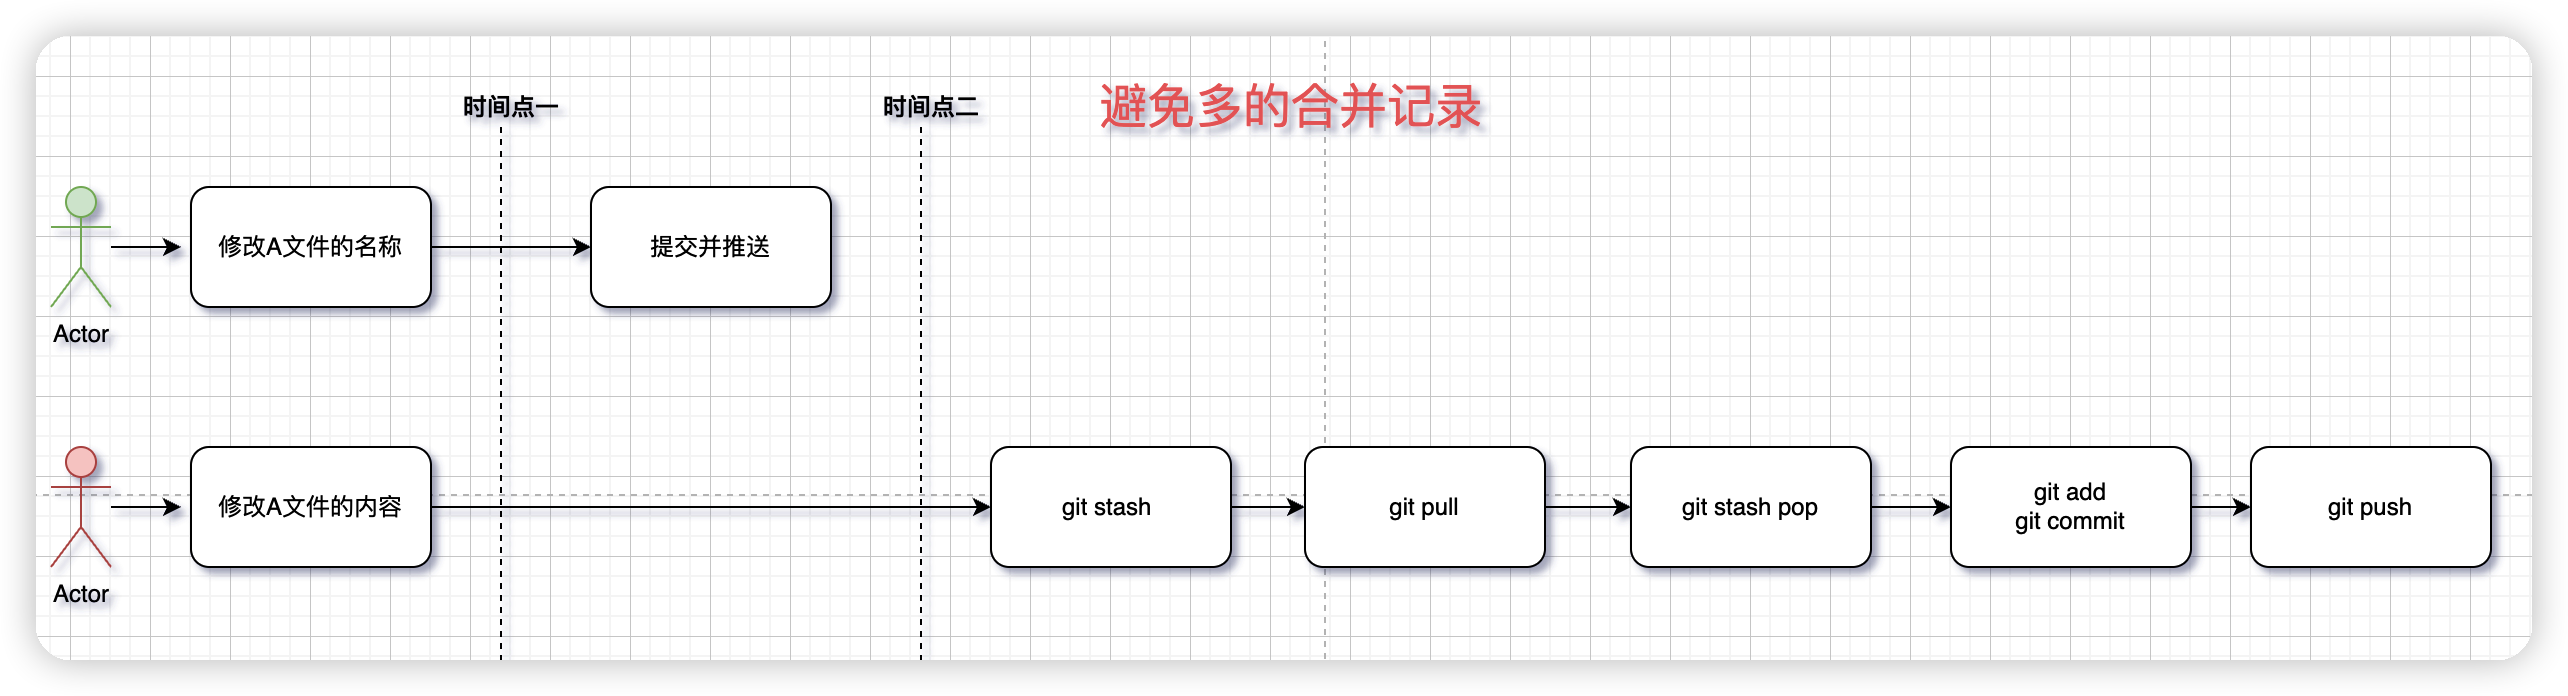 时间点一
时间点二
避免多的合并记录
修改A文件的名称
提交并推送
Actor
修改A文件的内容
git stash
git pull
git stash pop
git add
git commit
git push
Actor